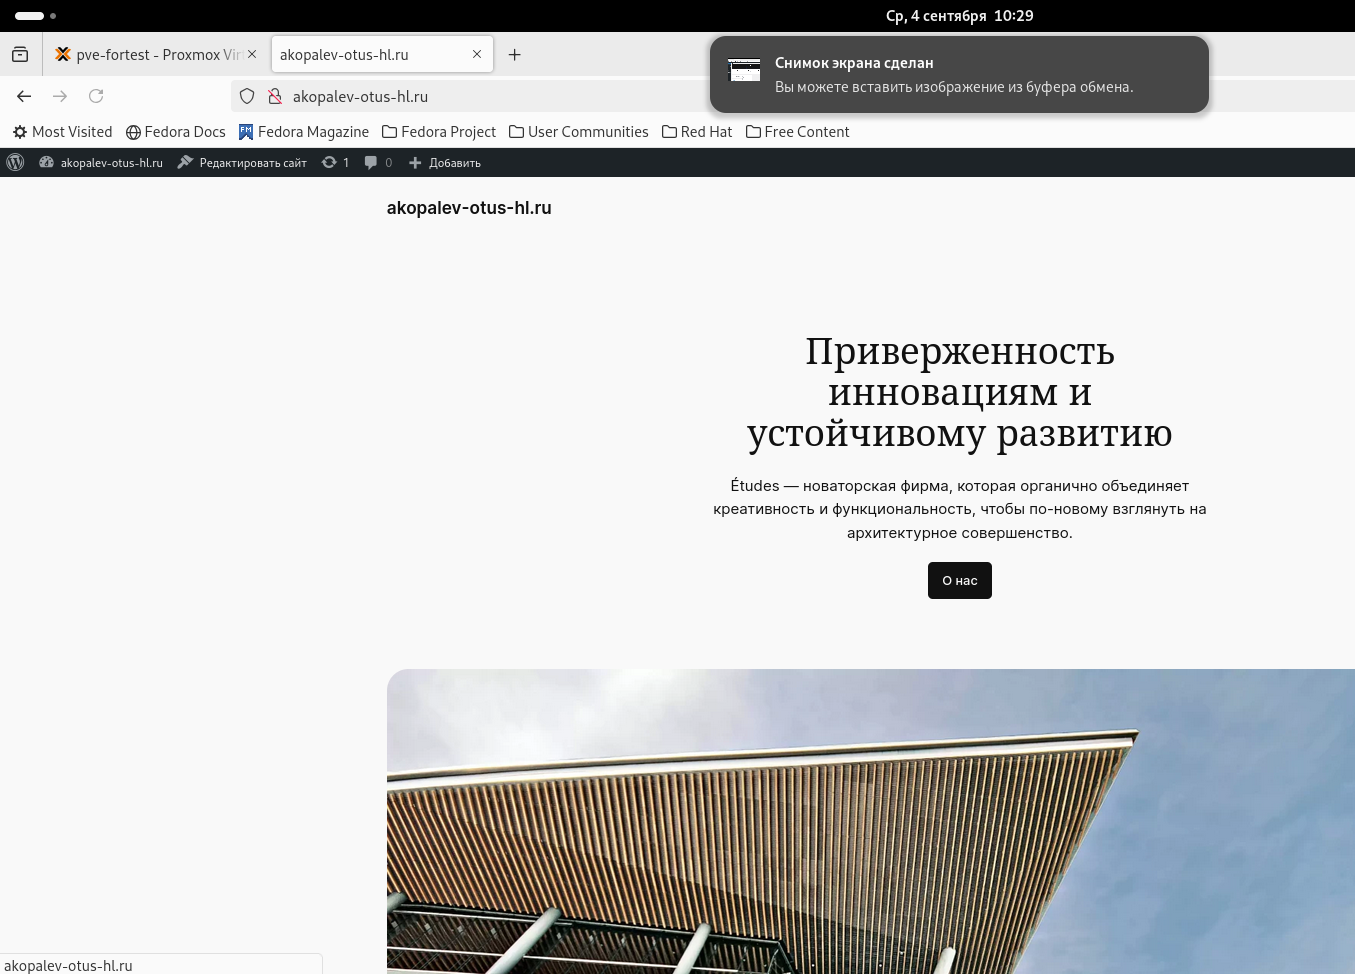 Ср, 4 сентября 10:29
pve-fortest - Proxmox Vir
akopalev-otus-hl.ru
Снимок экрана сделан
Вы можете вставить изображение из буфера обмена.
akopalev-otus-hl.ru
Most Visited Fedora Docs Fedora Magazine Fedora Project User Communities Red Hat Free Content
akopalev-otus-hl.ru Редактировать сайт 1 0 Добавить
akopalev-otus-hl.ru
Приверженность
инновациям и
устойчивому развитию
Études — новаторская фирма, которая органично объединяет
креативность и функциональность, чтобы по-новому взглянуть на
архитектурное совершенство.
О нас
akopalev-otus-hl.ru